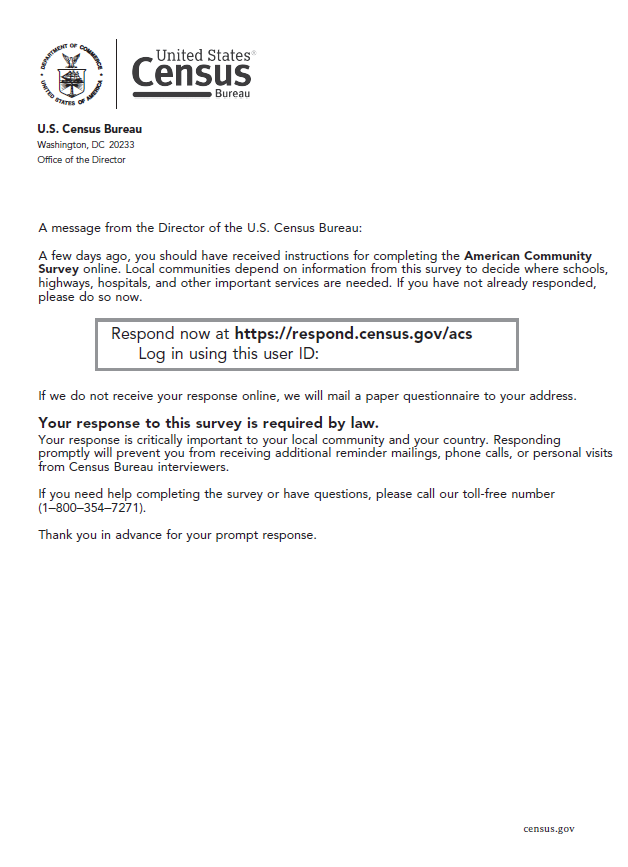 DEPARTMENT OF COMMERCE
UNITED STATES OF AMERICA
United States®
Census
Bureau
U.S. Census Bureau
Washington, DC 20233
Office of the Director
A message from the Director of the U.S. Census Bureau:
A few days ago, you should have received instructions for completing the American Community
Survey online. Local communities depend on information from this survey to decide where schools,
highways, hospitals, and other important services are needed. If you have not already responded,
please do so now.
Respond now at https://respond.census.gov/acs
Log in using this user ID:
If we do not receive your response online, we will mail a paper questionnaire to your address.
Your response to this survey is required by law.
Your response is critically important to your local community and your country. Responding
promptly will prevent you from receiving additional reminder mailings, phone calls, or personal visits
from Census Bureau interviewers.
If you need help completing the survey or have questions, please call our toll-free number
(1–800–354–7271).
Thank you in advance for your prompt response.
census.gov